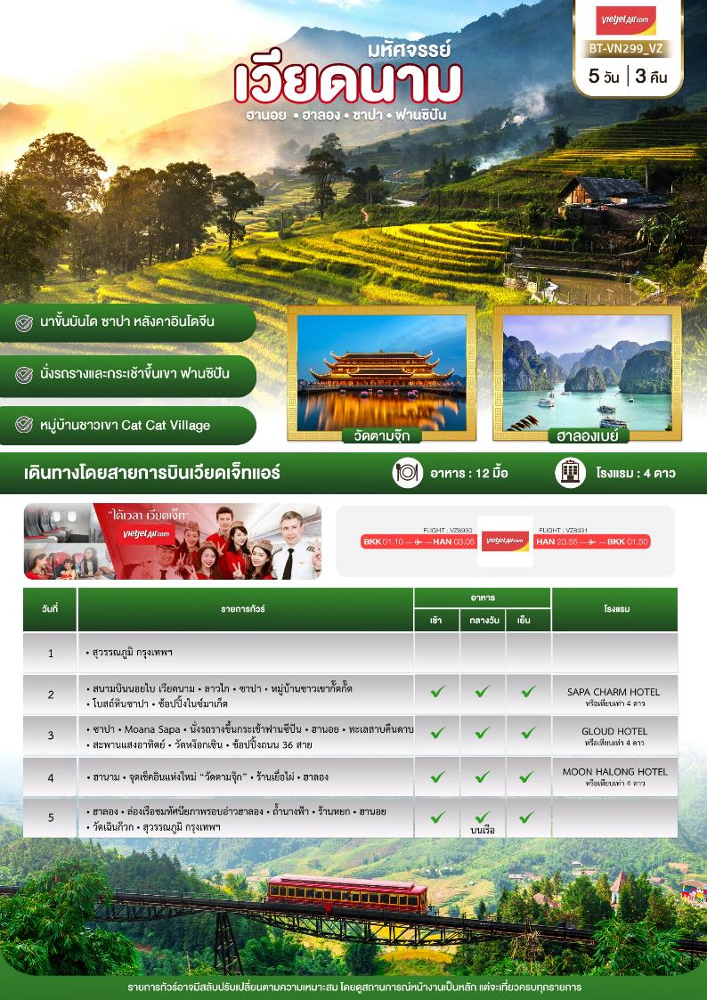 vietjetAir.com
BT-VN299_VZ
5 วัน | 3 คืน
มหัศจรรย์
เวียดนาม
ฮานอย • ฮาลอง • ซาปา • ฟานซิปัน
นาขั้นบันได ซาปา หลังคาอินโดจีน
นั่งรถรางและกระเช้าขึ้นเขา ฟานซิปัน
หมู่บ้านชาวเขา Cat Cat Village
วัดตามจุ๊ก
ฮาลองเบย์
เดินทางโดยสายการบินเวียดเจ็ทแอร์
อาหาร : 12 มื้อ
โรงแรม : 4 ดาว
"ได้เวลา เวียดเจ็ท"
vietjetAir.com
FLIGHT : VZ8930
FLIGHT : VZ8931
BKK 01.10 — HAN 03.05
vietjetAir.com
HAN 23.55 — BKK 01.50
วันที่
รายการทัวร์
อาหาร
โรงแรม
เช้า
กลางวัน
เย็น
1
• สุวรรณภูมิ กรุงเทพฯ
2
• สนามบินนอยไบ เวียดนาม • ลาวไก • ซาปา • หมู่บ้านชาวเขากั๊ตกั๊ต
• โบสถ์หินซาปา • ช้อปปิ้งไนซ์มาเก็ต
SAPA CHARM HOTEL
หรือเทียบเท่า 4 ดาว
3
• ซาปา • Moana Sapa • นั่งรถรางขึ้นกระเช้าฟานซีปัน • ฮานอย • ทะเลสาบคืนดาบ
• สะพานแสงอาทิตย์ • วัดหง๊อกเซิน • ช้อปปิ้งถนน 36 สาย
GLOUD HOTEL
หรือเทียบเท่า 4 ดาว
4
• ฮานาม • จุดเช็คอินแห่งใหม่ “วัดตามจุ๊ก” • ร้านเยื่อไผ่ • ฮาลอง
MOON HALONG HOTEL
หรือเทียบเท่า 4 ดาว
5
• ฮาลอง • ล่องเรือชมทัศนียภาพรอบอ่าวฮาลอง • ถ้ำนางฟ้า • ร้านหยก • ฮานอย
• วัดเฉินก๊วก • สุวรรณภูมิ กรุงเทพฯ
บนเรือ
รายการทัวร์อาจมีสลับปรับเปลี่ยนตามความเหมาะสม โดยดูสถานการณ์หน้างานเป็นหลัก แต่จะเที่ยวครบทุกรายการ